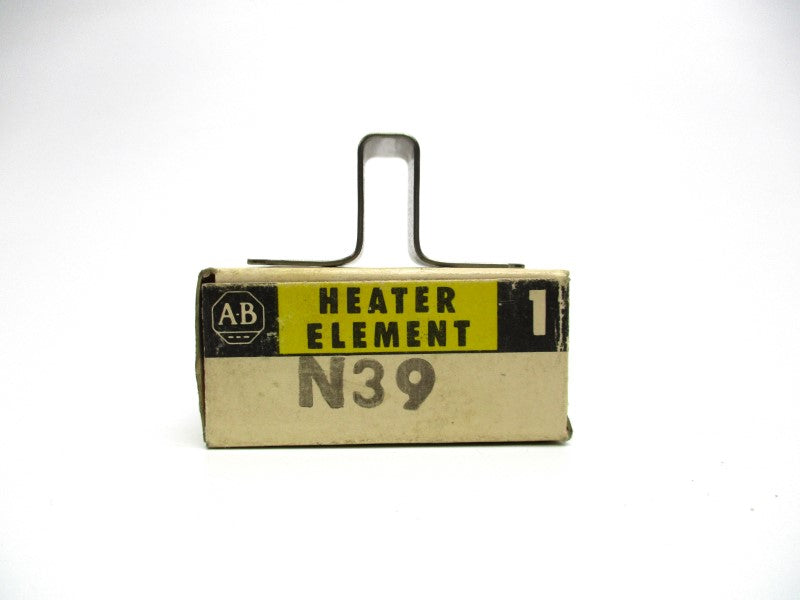 A-B
HEATER
ELEMENT
1
N39